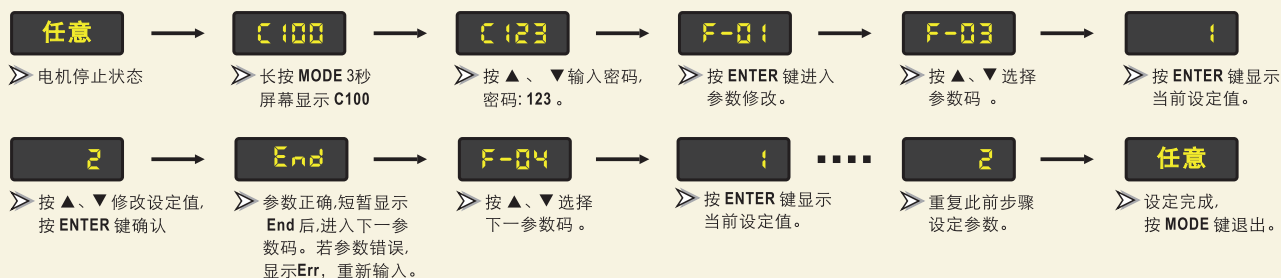 任意
C100
C123
F-01
F-03
1
电机停止状态
长按 MODE 3秒
屏幕显示 C100
按 ▲ 、 ▼ 输入密码,
密码: 123 。
按 ENTER 键进入
参数修改。
按 ▲、▼ 选择
参数码 。
按 ENTER 键显示
当前设定值。
2
End
F-04
1
2
任意
按 ▲、▼ 修改设定值,
按 ENTER 键确认
参数正确,短暂显示
End 后,进入下一参
数码。若参数错误,
显示Err，重新输入。
按 ▲、▼ 选择
下一参数码 。
按 ENTER 键显示
当前设定值。
重复此前步骤
设定参数。
设定完成,
按 MODE 键退出。